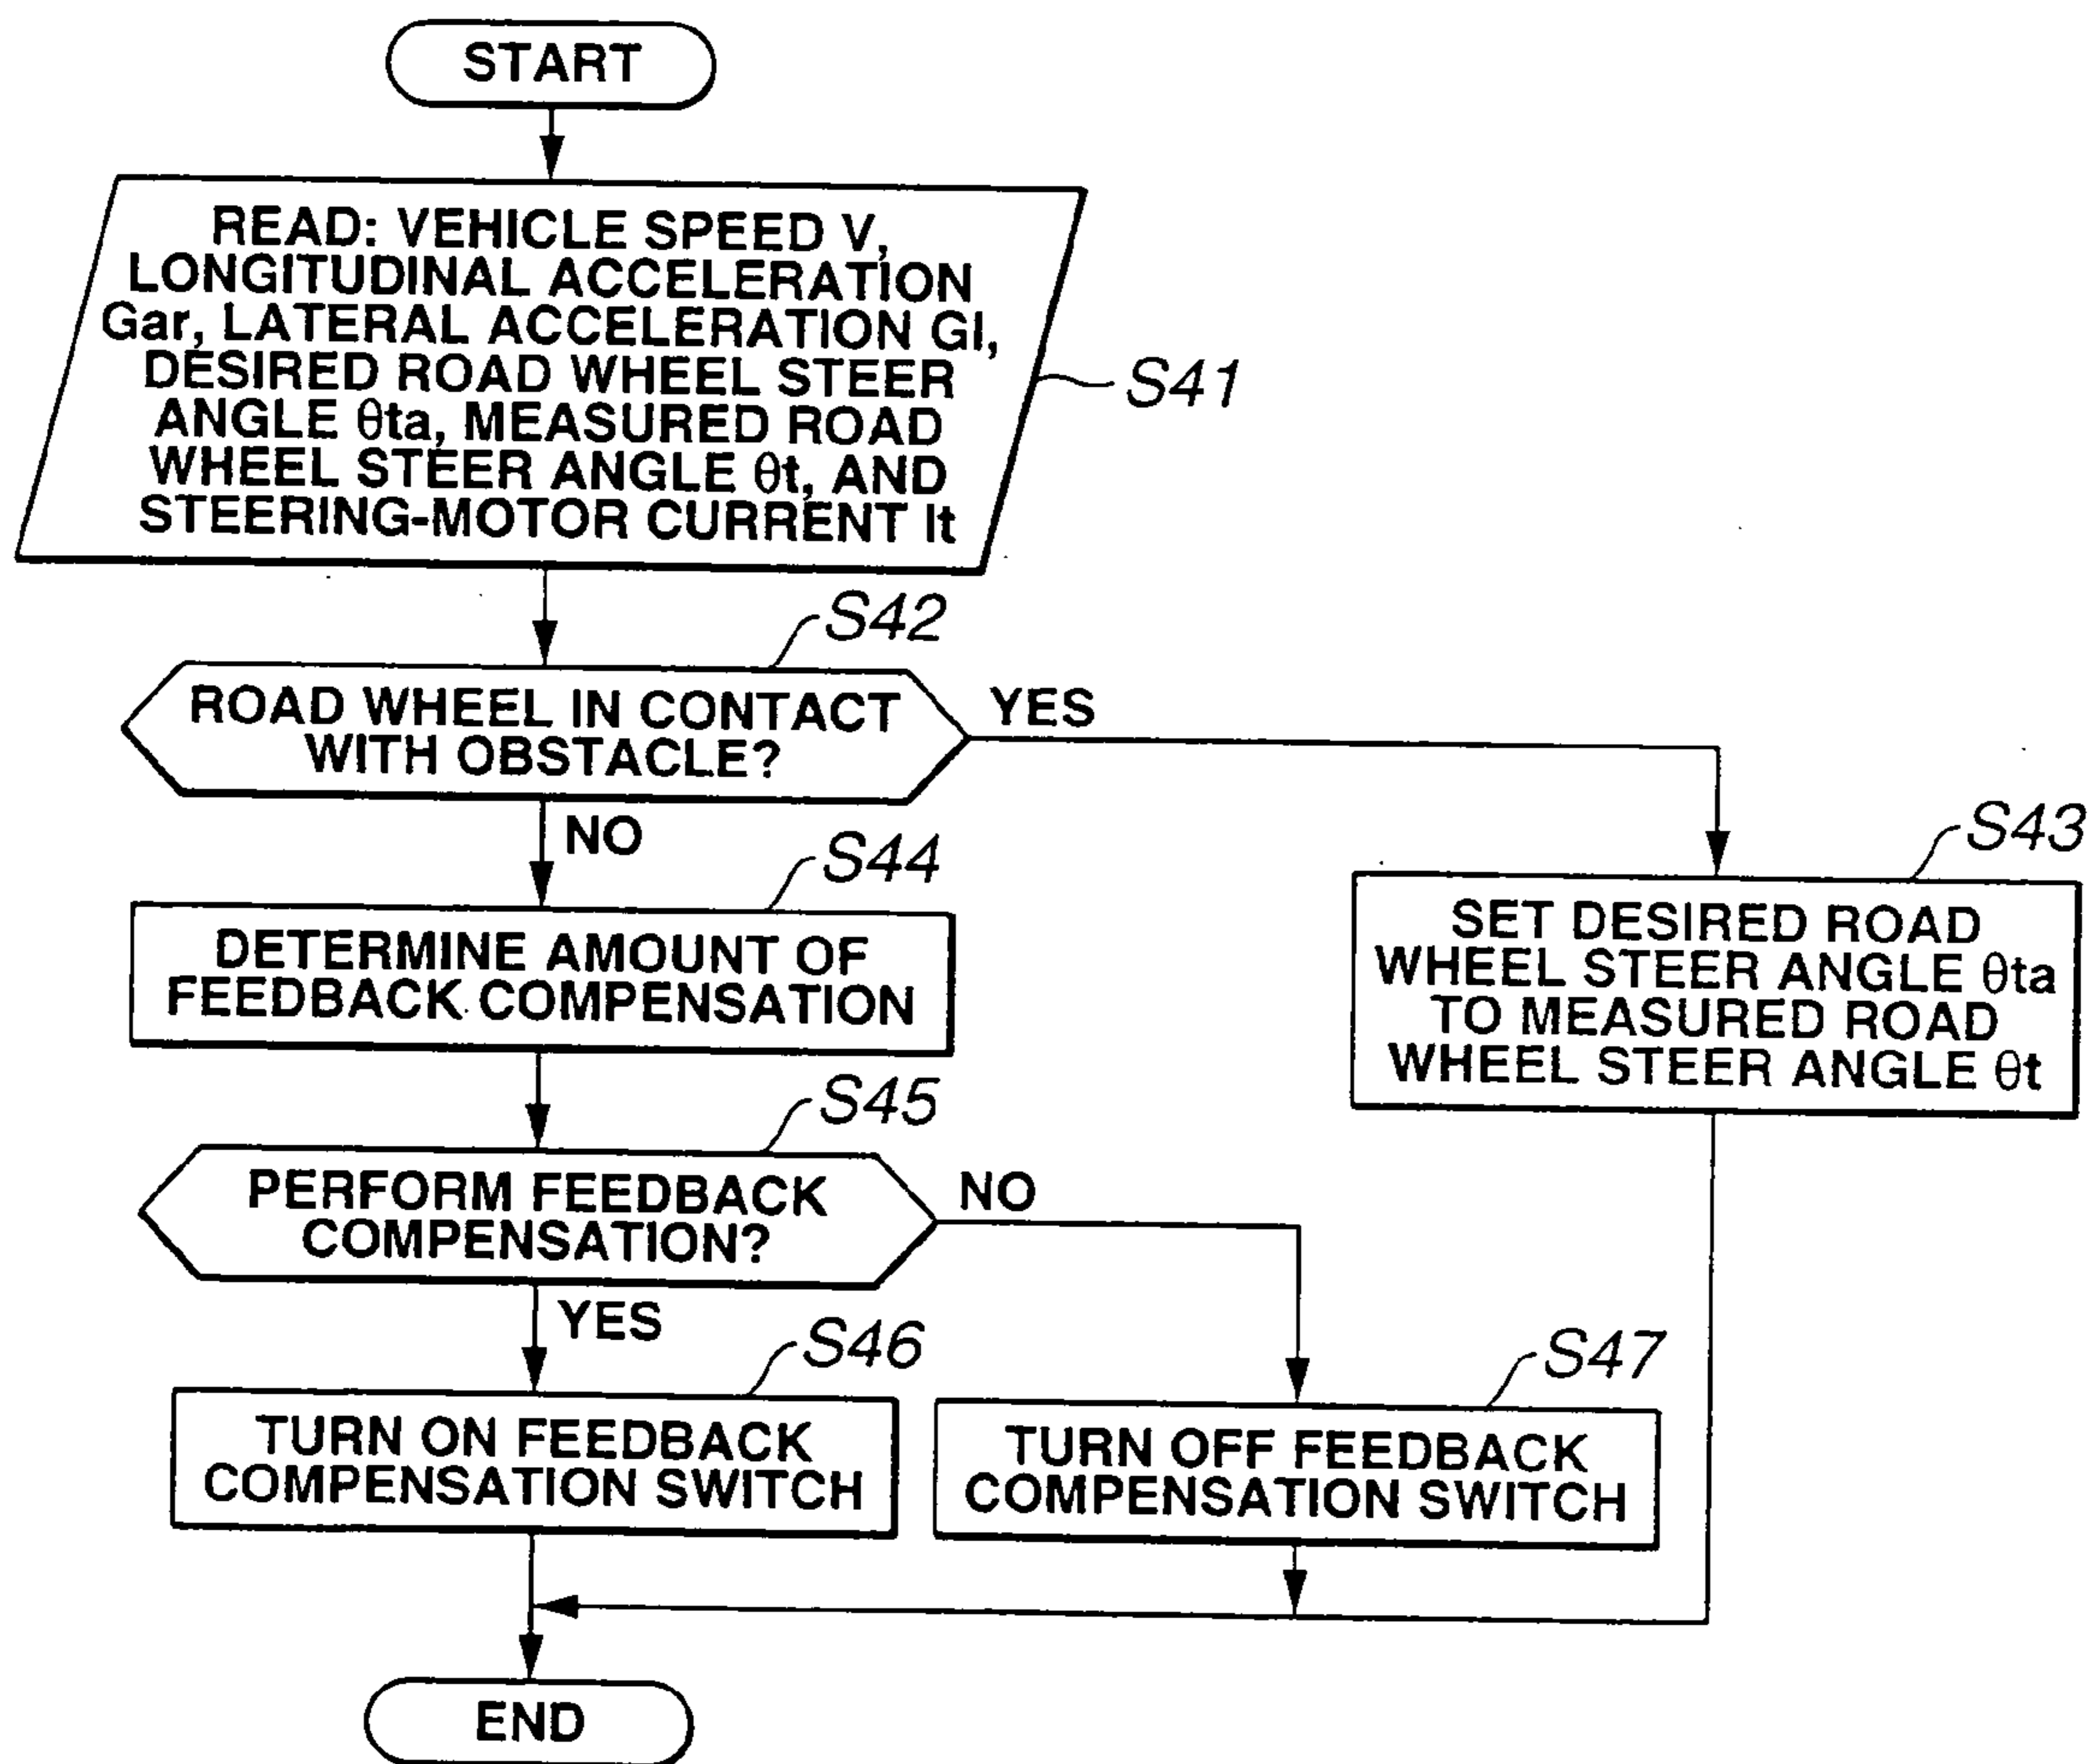 START
READ: VEHICLE SPEED V,
LONGITUDINAL ACCELERATION
Gar, LATERAL ACCELERATION Gl,
DESIRED ROAD WHEEL STEER
ANGLE θta, MEASURED ROAD
WHEEL STEER ANGLE θt, AND
STEERING-MOTOR CURRENT It
S41
S42
ROAD WHEEL IN CONTACT
WITH OBSTACLE?
YES
NO
S43
SET DESIRED ROAD
WHEEL STEER ANGLE θta
TO MEASURED ROAD
WHEEL STEER ANGLE θt
S44
DETERMINE AMOUNT OF
FEEDBACK COMPENSATION
S45
PERFORM FEEDBACK
COMPENSATION?
NO
YES
S46
TURN ON FEEDBACK
COMPENSATION SWITCH
S47
TURN OFF FEEDBACK
COMPENSATION SWITCH
END